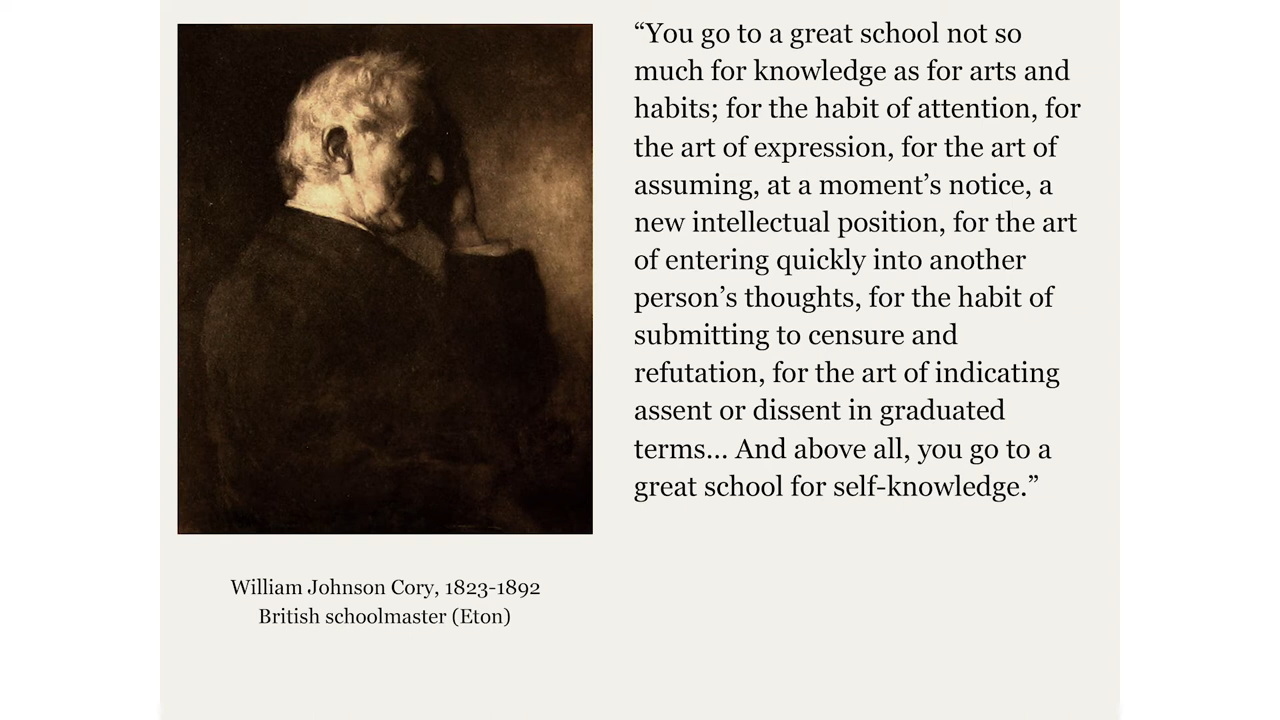 “You go to a great school not so
much for knowledge as for arts and
habits; for the habit of attention, for
the art of expression, for the art of
assuming, at a moment’s notice, a
new intellectual position, for the art
of entering quickly into another
person’s thoughts, for the habit of
submitting to censure and
refutation, for the art of indicating
assent or dissent in graduated
terms... And above all, you go to a
great school for self-knowledge.”
William Johnson Cory, 1823-1892
British schoolmaster (Eton)